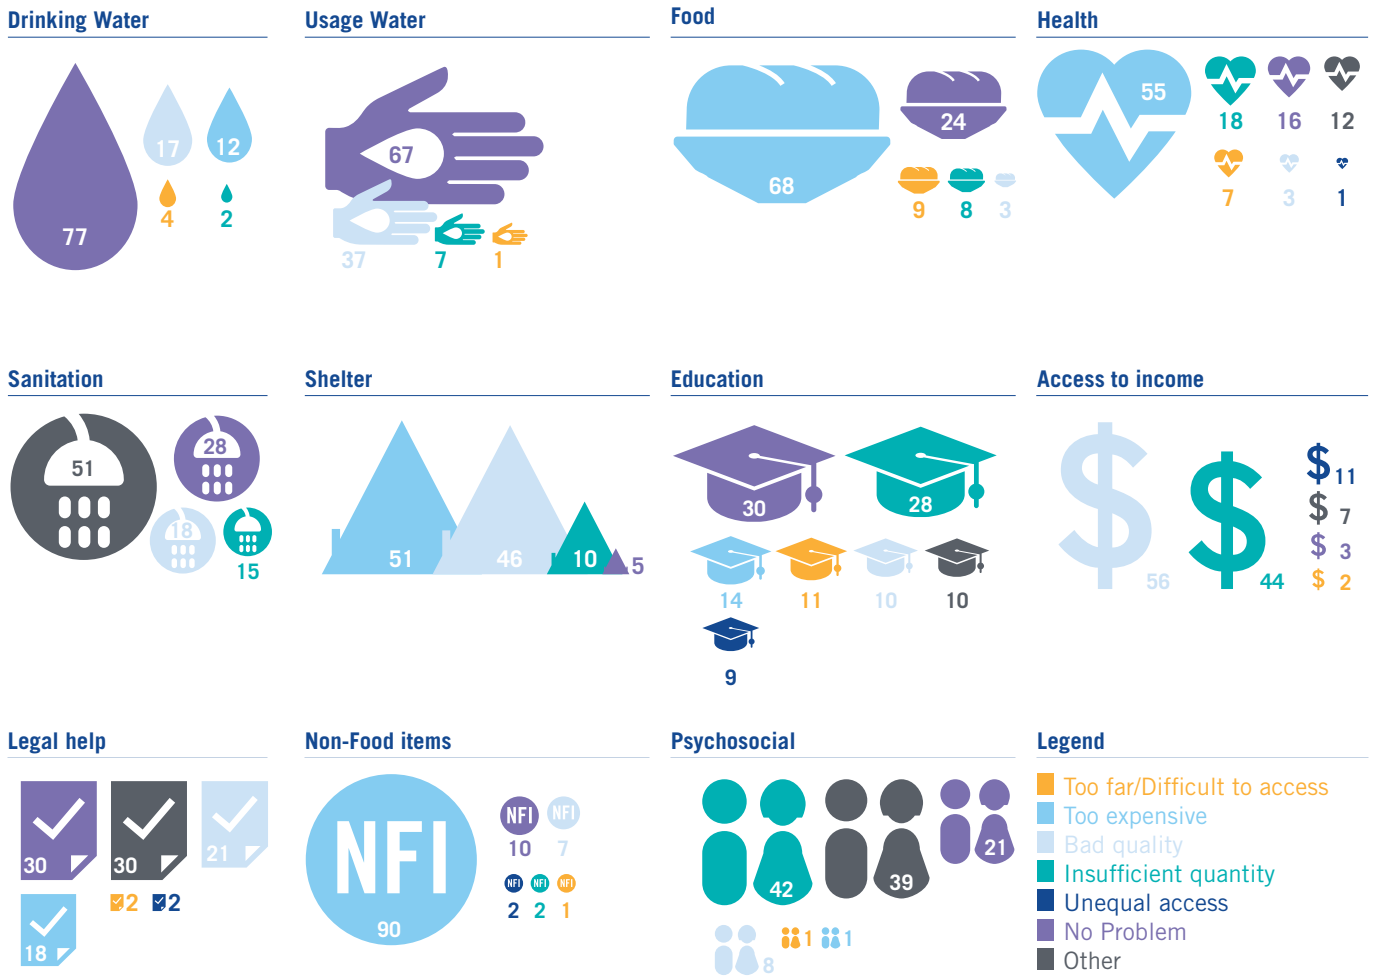 Drinking Water
77
17
12
4
2
Usage Water
67
37
7
1
Food
68
24
9
8
3
Health
55
18
16
12
7
3
1
Sanitation
51
28
18
15
Shelter
51
46
10
5
Education
30
28
14
11
10
10
9
Access to income
56
44
$ 11
$ 7
$ 3
$ 2
Legal help
30
30
21
18
2
2
Non-Food items
NFI
90
NFI
10
NFI
7
NFI
2
NFI
2
NFI
1
Psychosocial
42
39
21
8
1
1
Legend
Too far/Difficult to access
Too expensive
Bad quality
Insufficient quantity
Unequal access
No Problem
Other